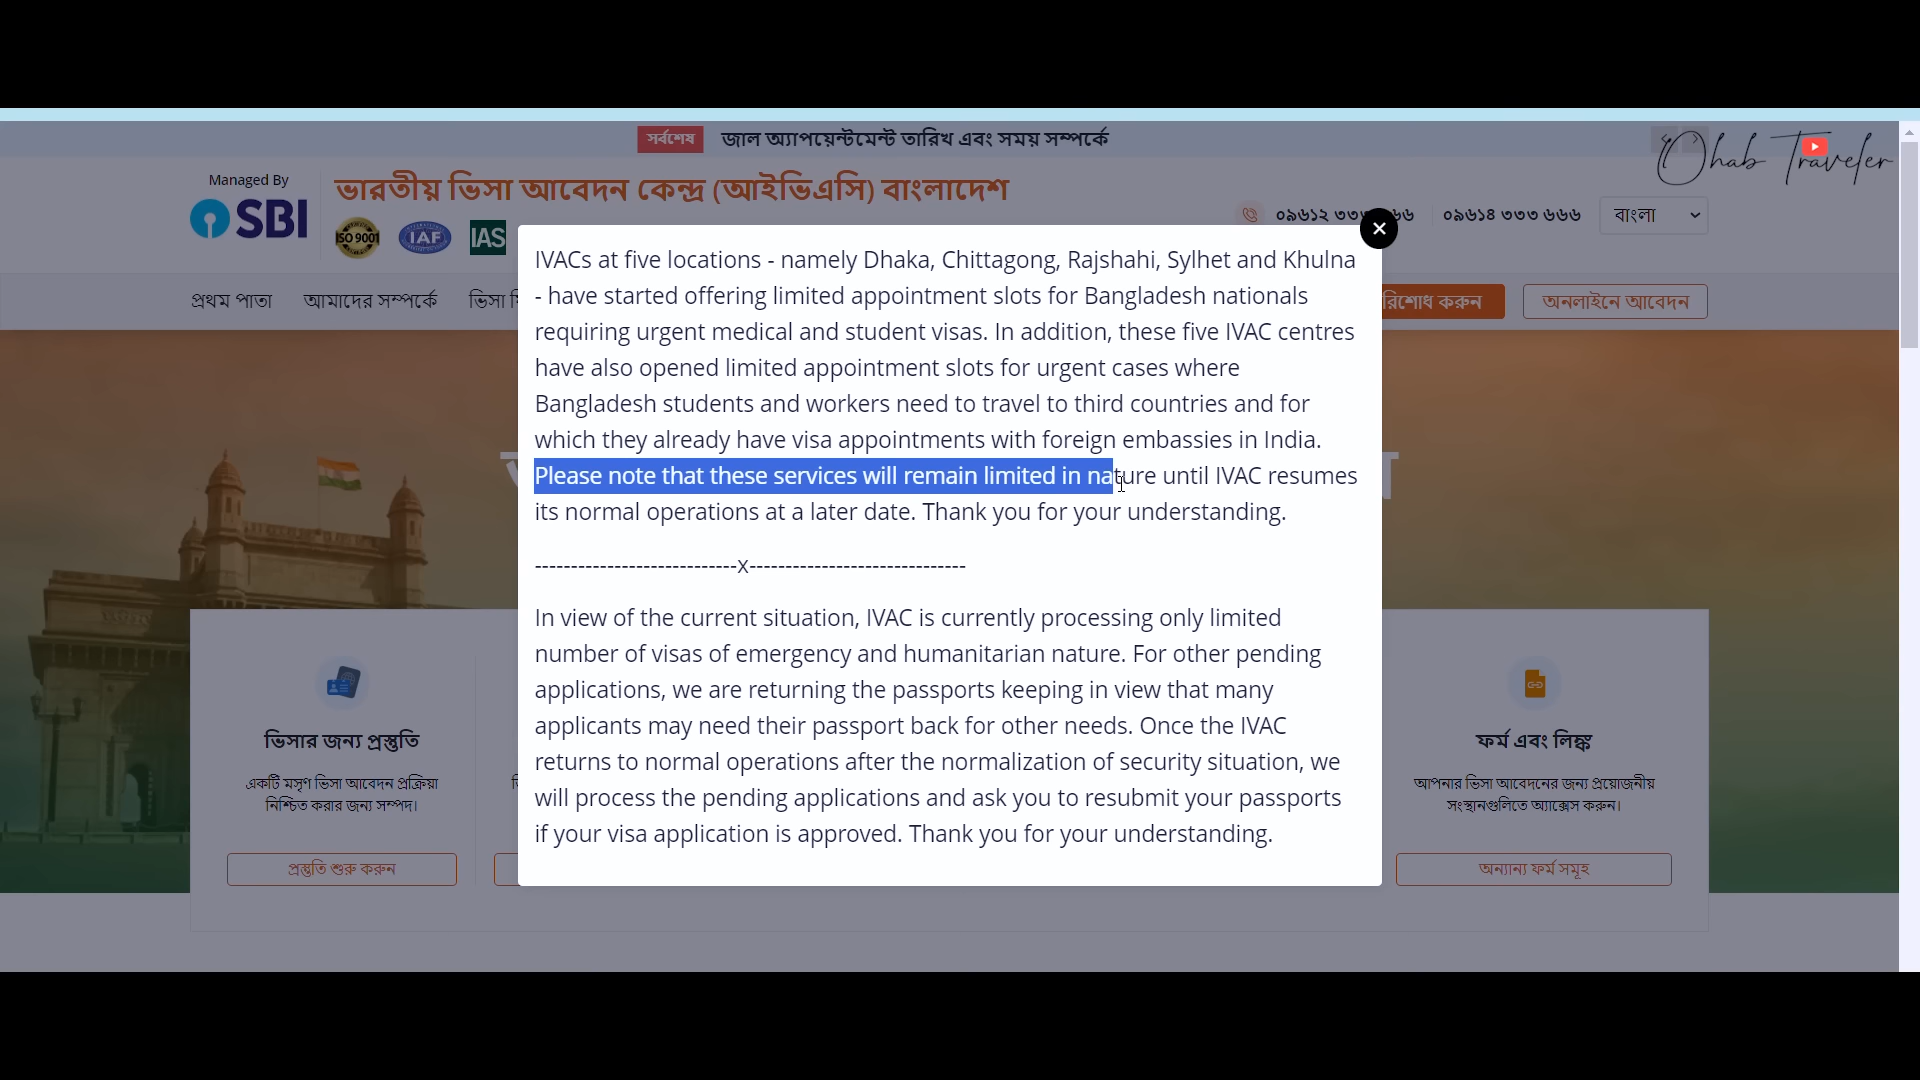 সর্বশেষ জাল অ্যাপয়েন্টমেন্ট তারিখ এবং সময় সম্পর্কে
Ohab Traveler
Managed By
SBI
ভারতীয় ভিসা আবেদন কেন্দ্র (আইভিএসি) বাংলাদেশ
ISO 9001 IAF IAS
০৯৬১২ ৩৩৩ ৬৬৬ ০৯৬১৪ ৩৩৩ ৬৬৬ বাংলা
প্রথম পাতা আমাদের সম্পর্কে ভিসা
রিশোধ করুন অনলাইনে আবেদন
IVACs at five locations - namely Dhaka, Chittagong, Rajshahi, Sylhet and Khulna
- have started offering limited appointment slots for Bangladesh nationals
requiring urgent medical and student visas. In addition, these five IVAC centres
have also opened limited appointment slots for urgent cases where
Bangladesh students and workers need to travel to third countries and for
which they already have visa appointments with foreign embassies in India.
Please note that these services will remain limited in nature until IVAC resumes
its normal operations at a later date. Thank you for your understanding.
----------------------------X------------------------------
In view of the current situation, IVAC is currently processing only limited
number of visas of emergency and humanitarian nature. For other pending
applications, we are returning the passports keeping in view that many
applicants may need their passport back for other needs. Once the IVAC
returns to normal operations after the normalization of security situation, we
will process the pending applications and ask you to resubmit your passports
if your visa application is approved. Thank you for your understanding.
ভিসার জন্য প্রস্তুতি
একটি মসৃণ ভিসা আবেদন প্রক্রিয়া
নিশ্চিত করার জন্য সম্পদ।
প্রস্তুতি শুরু করুন
ফর্ম এবং লিঙ্ক
আপনার ভিসা আবেদনের জন্য প্রয়োজনীয়
সংস্থানগুলিতে অ্যাক্সেস করুন।
অন্যান্য ফর্ম সমূহ